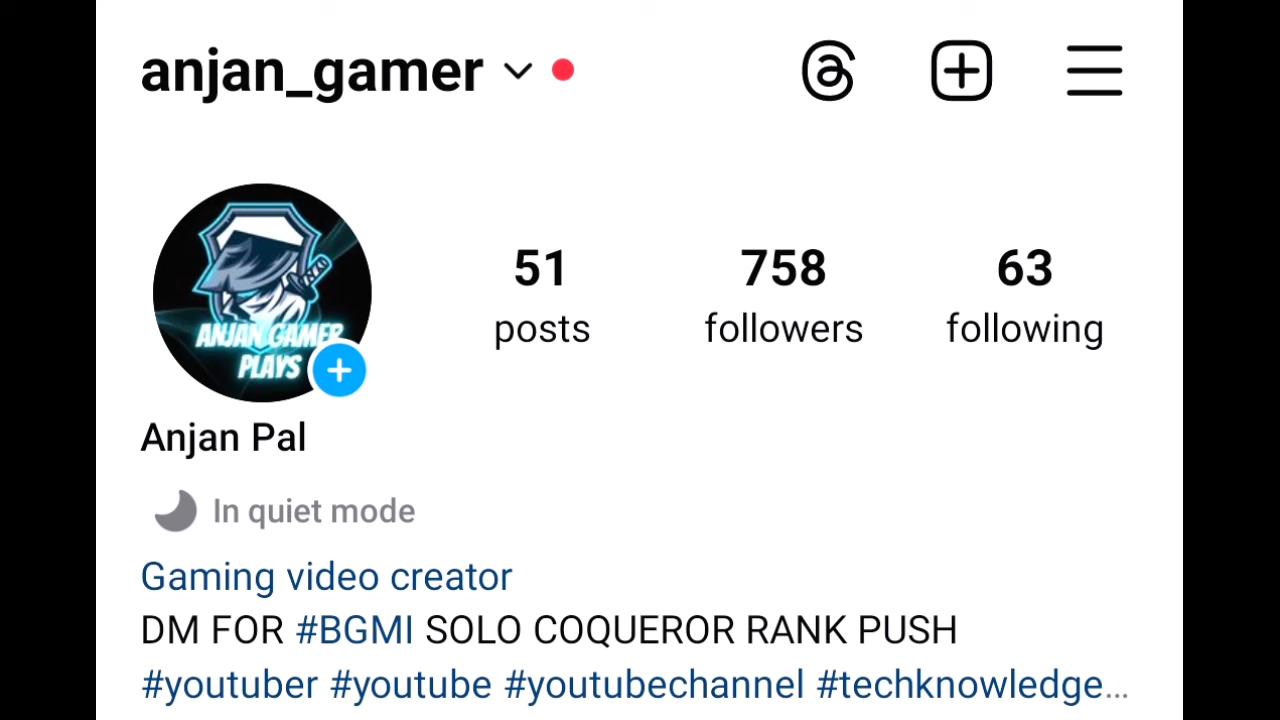 anjan_gamer
51 758 63
posts followers following
ANJAN GAMER
PLAYS
Anjan Pal
In quiet mode
Gaming video creator
DM FOR #BGMI SOLO COQUEROR RANK PUSH
#youtuber #youtube #youtubechannel #techknowledge...